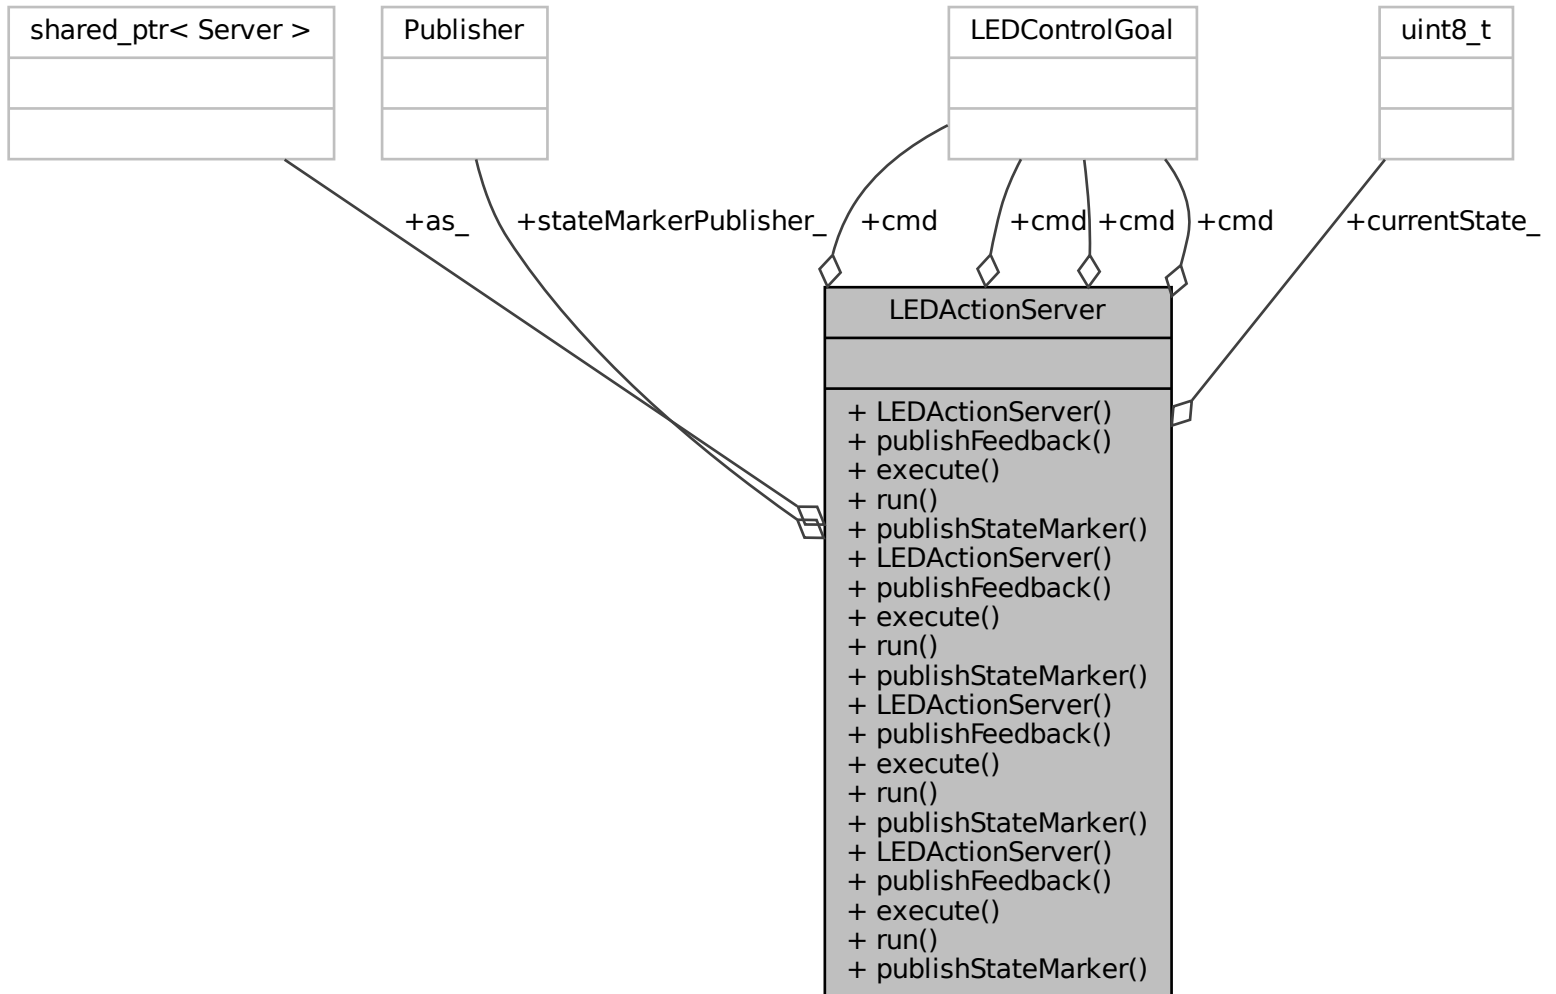 shared_ptr< Server >
Publisher
LEDControlGoal
uint8_t
+as_
+stateMarkerPublisher_
+cmd
+cmd
+cmd
+cmd
+currentState_
LEDActionServer
+ LEDActionServer()
+ publishFeedback()
+ execute()
+ run()
+ publishStateMarker()
+ LEDActionServer()
+ publishFeedback()
+ execute()
+ run()
+ publishStateMarker()
+ LEDActionServer()
+ publishFeedback()
+ execute()
+ run()
+ publishStateMarker()
+ LEDActionServer()
+ publishFeedback()
+ execute()
+ run()
+ publishStateMarker()